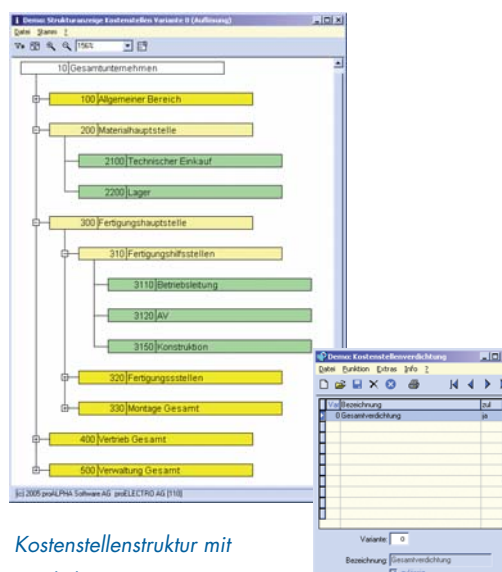 Demo: Strukturanzeige Kostenstellen Variante 0 (Auflösung)
Datei Stamm ?
156%
10 Gesamtunternehmen
100 Allgemeiner Bereich
200 Materialhauptstelle
2100 Technischer Einkauf
2200 Lager
300 Fertigungshauptstelle
310 Fertigungshilfsstellen
3110 Betriebsleitung
3120 AV
3150 Konstruktion
320 Fertigungsstellen
330 Montage Gesamt
400 Vertrieb Gesamt
500 Verwaltung Gesamt
(c) 2005 proALPHA Software AG proELECTRO AG [110]
Demo: Kostenstellenverdichtung
Datei Funktion Extras Info ?
Var Bezeichnung zul
0 Gesamtverdichtung ja
Variante: 0
Bezeichnung: Gesamtverdichtung
Kostenstellenstruktur mit